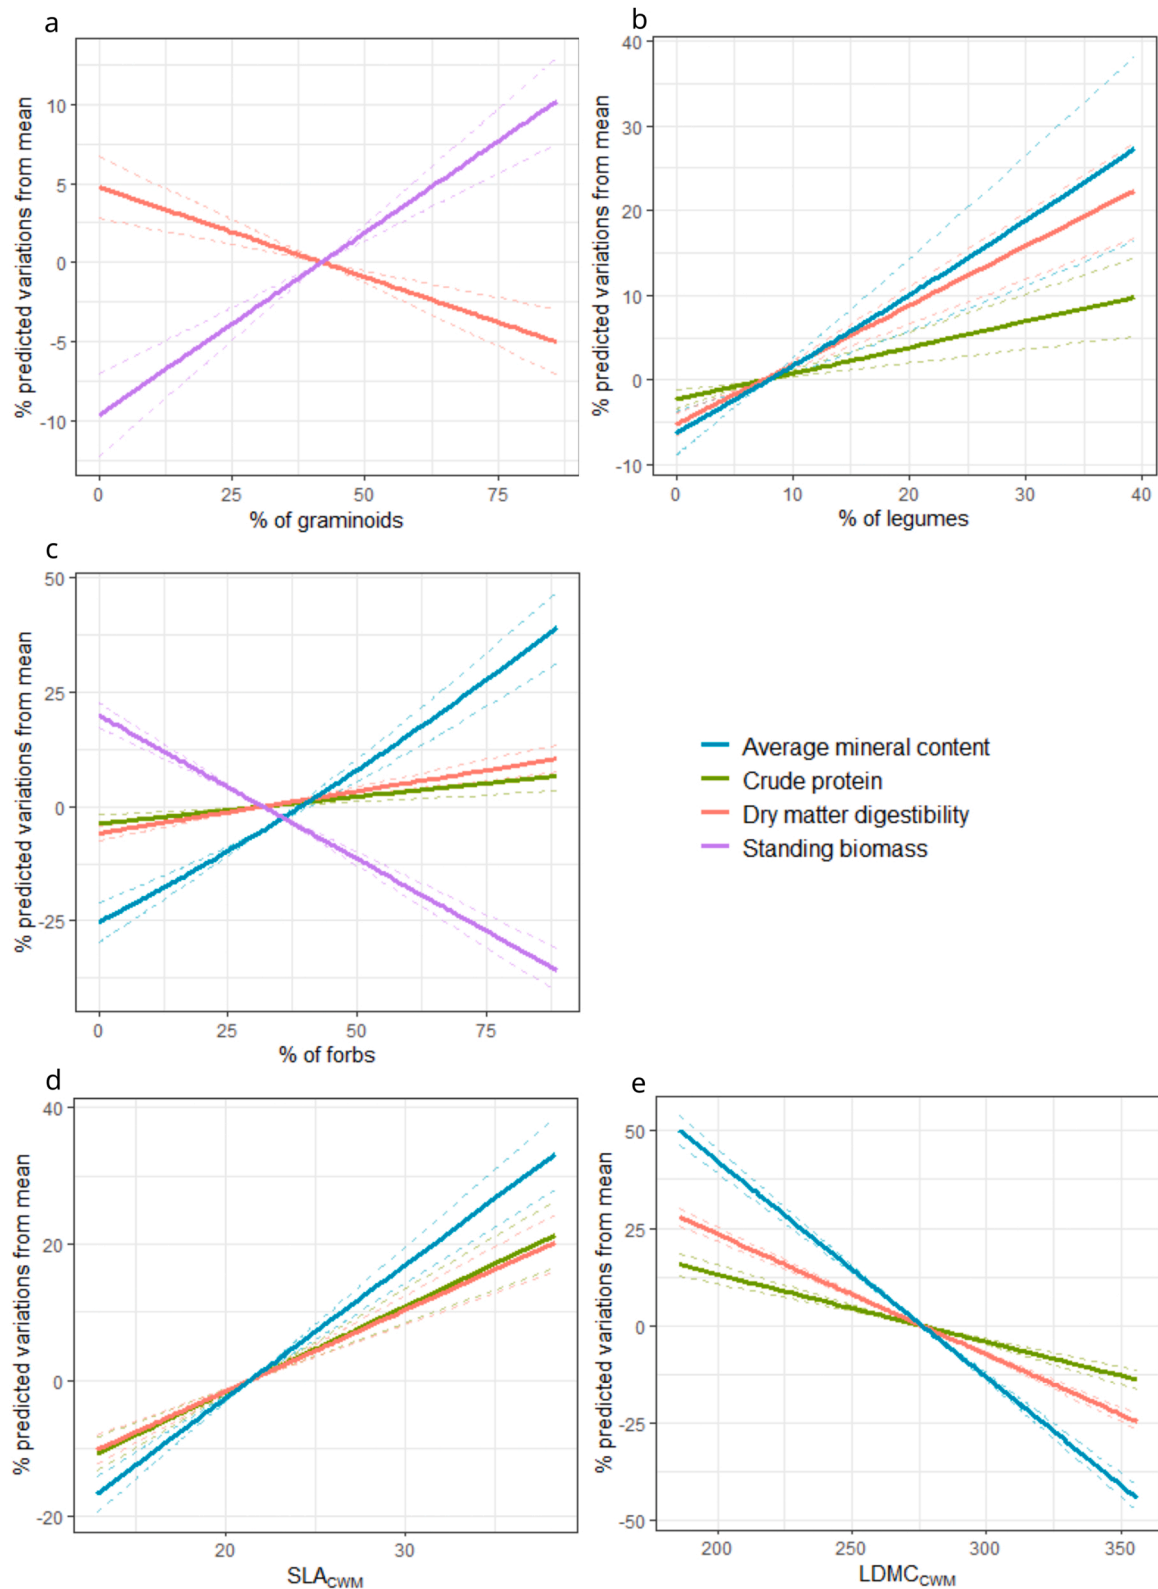 a
% predicted variations from mean
10
5
0
-5
-10
0 25 50 75
% of graminoids
b
% predicted variations from mean
40
30
20
10
0
-10
0 10 20 30 40
% of legumes
c
% predicted variations from mean
50
25
0
-25
0 25 50 75
% of forbs
Average mineral content
Crude protein
Dry matter digestibility
Standing biomass
d
% predicted variations from mean
40
20
0
-20
20 30
SLACWM
e
% predicted variations from mean
50
25
0
-25
-50
200 250 300 350
LDMCCWM